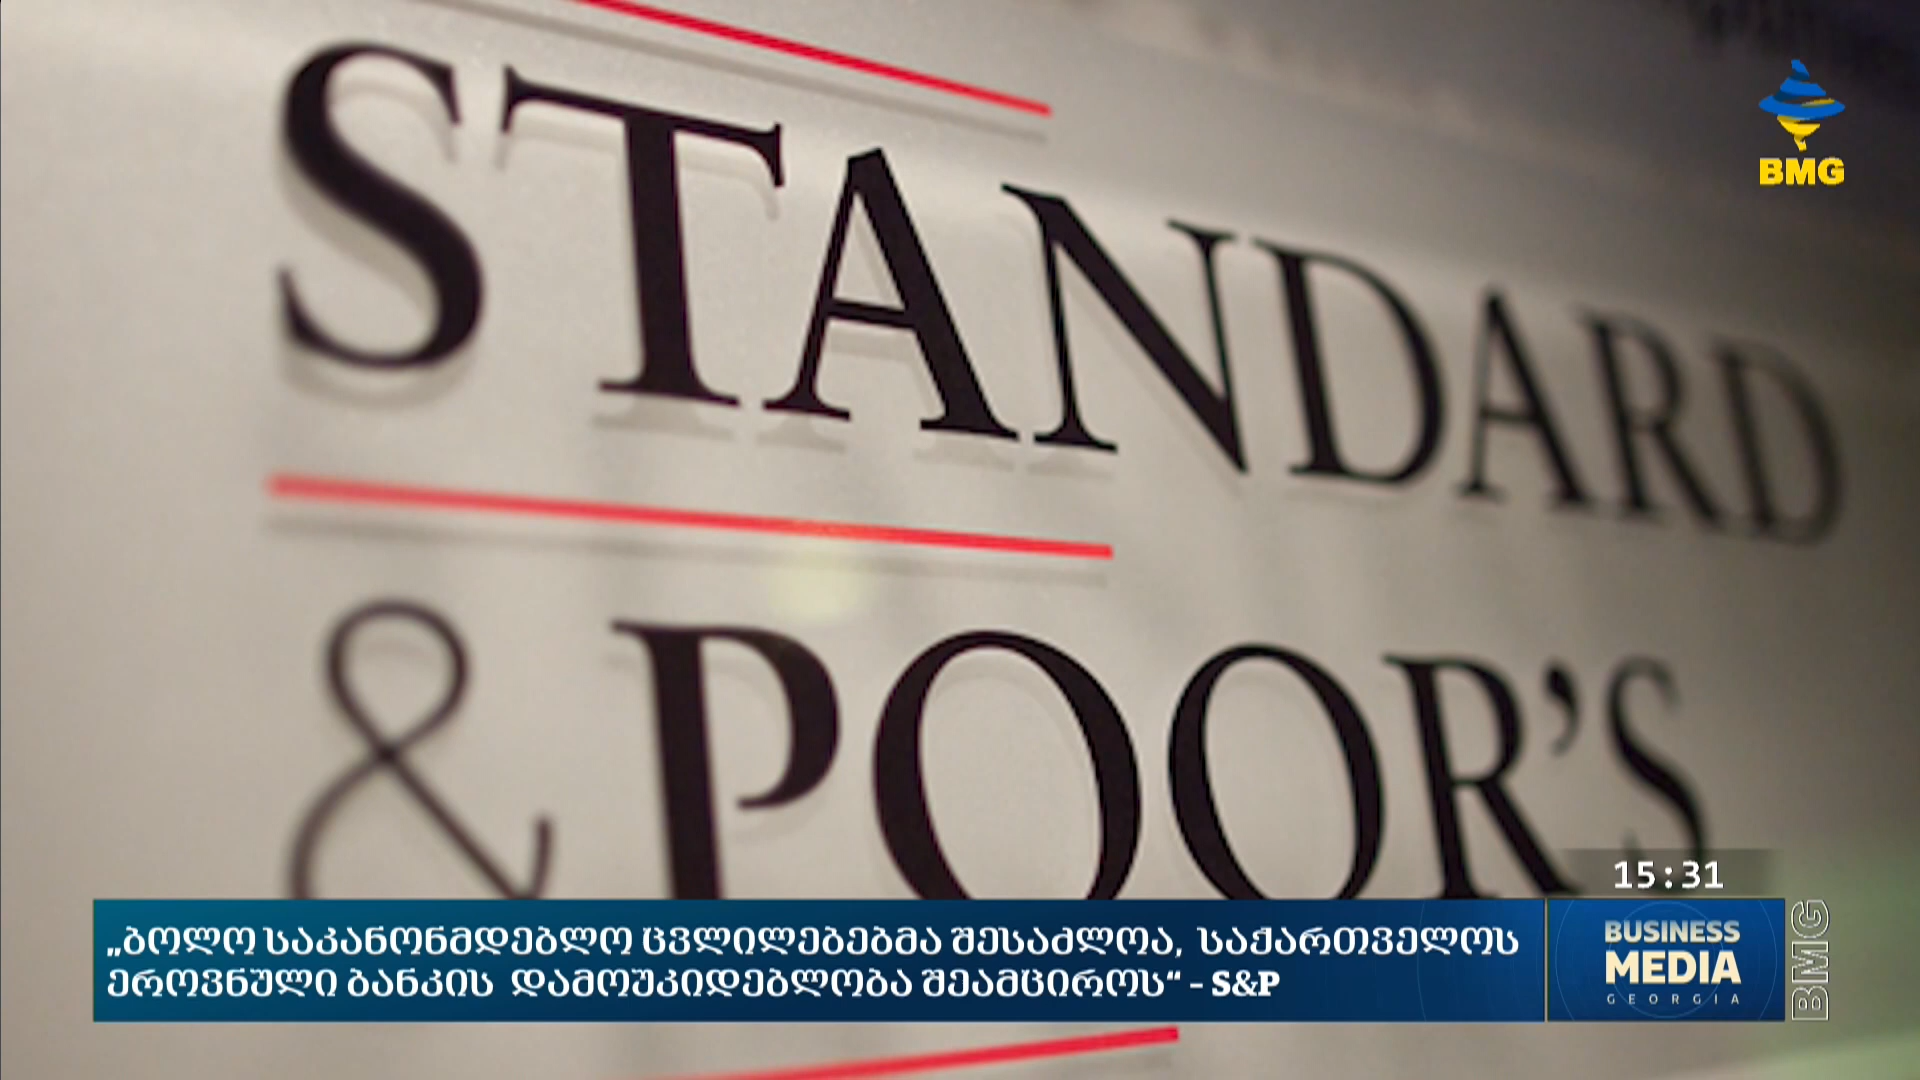 STANDARD
& POOR'S
BMG
15:31
„ბოლო საკანონმდებლო ცვლილებებმა შესაძლოა, საქართველოს
ეროვნული ბანკის დამოუკიდებლობა შეამციროს“ – S&P
BUSINESS
MEDIA
GEORGIA
BMG